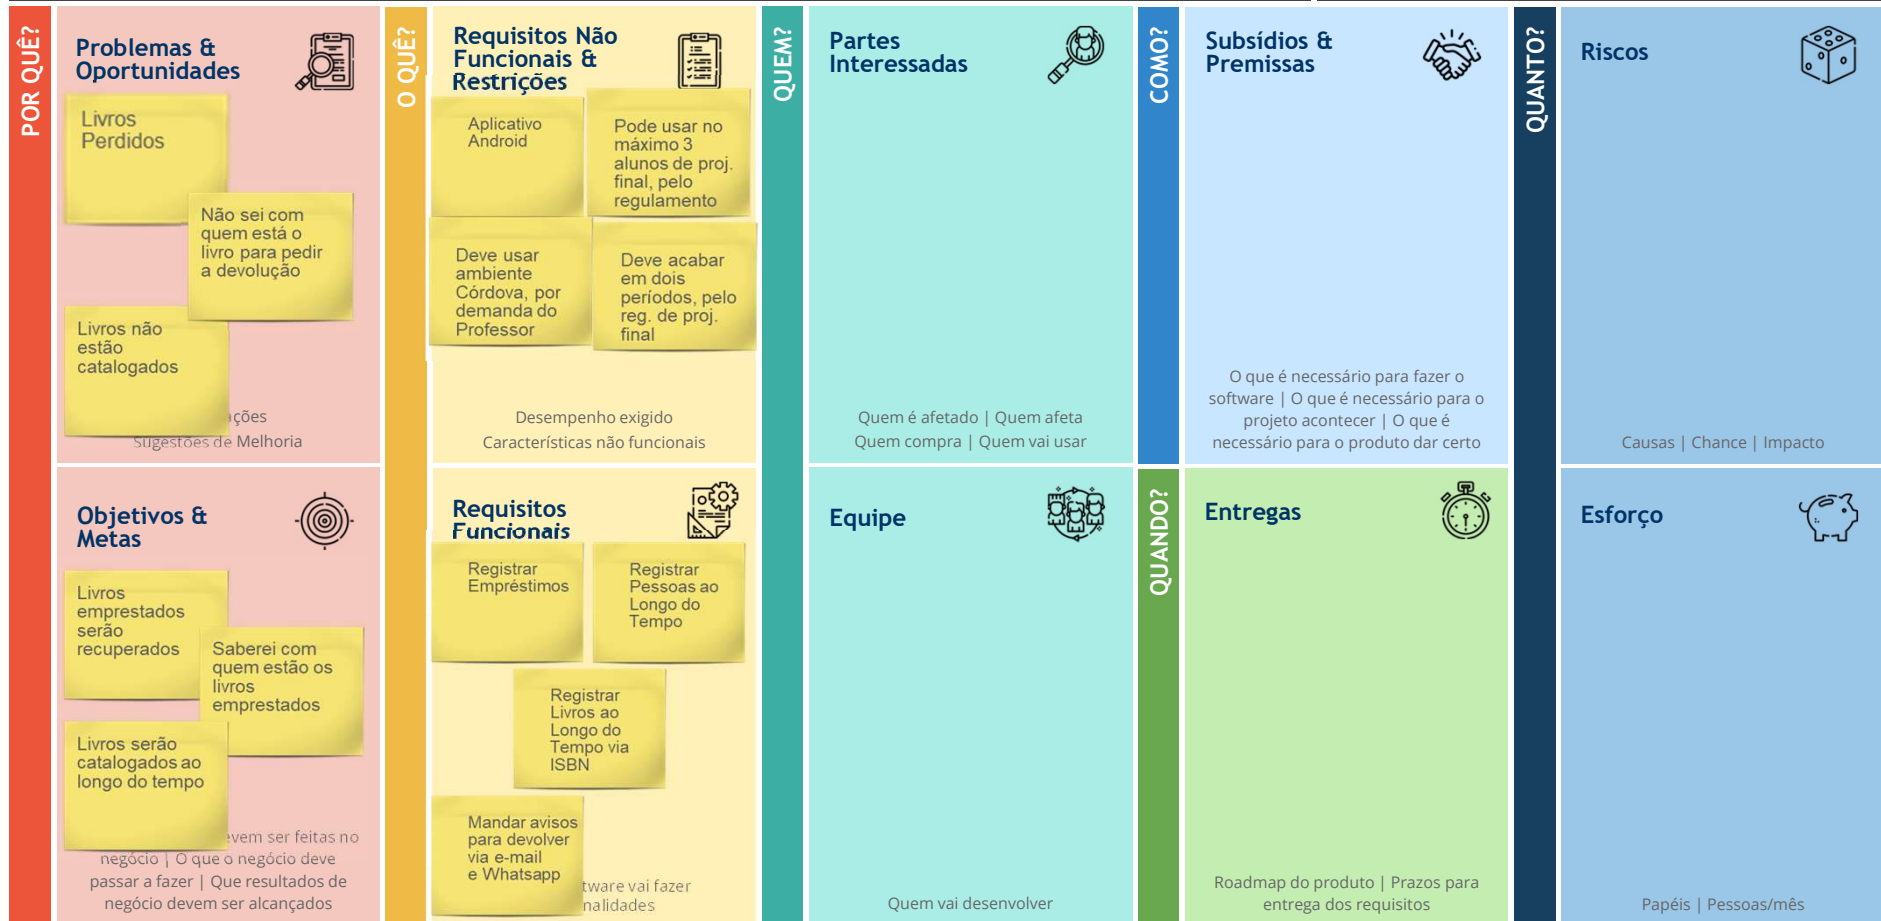 POR QUÊ?
Problemas &
Oportunidades
Livros
Perdidos
Não sei com
quem está o
livro para pedir
a devolução
Livros não
estão
catalogados
ções
Sugestões de Melhoria
Objetivos &
Metas
Livros
emprestados
serão
recuperados
Saberei com
quem estão os
livros
emprestados
Livros serão
catalogados ao
longo do tempo
evem ser feitas no
negócio | O que o negócio deve
passar a fazer | Que resultados de
negócio devem ser alcançados
O QUÊ?
Requisitos Não
Funcionais &
Restrições
Aplicativo
Android
Pode usar no
máximo 3
alunos de proj.
final, pelo
regulamento
Deve usar
ambiente
Córdova, por
demanda do
Professor
Deve acabar
em dois
períodos, pelo
reg. de proj.
final
Desempenho exigido
Características não funcionais
Requisitos
Funcionais
Registrar
Empréstimos
Registrar
Pessoas ao
Longo do
Tempo
Registrar
Livros ao
Longo do
Tempo via
ISBN
Mandar avisos
para devolver
via e-mail
e Whatsapp
tware vai fazer
nalidades
QUEM?
Partes
Interessadas
Quem é afetado | Quem afeta
Quem compra | Quem vai usar
Equipe
Quem vai desenvolver
COMO?
Subsídios &
Premissas
O que é necessário para fazer o
software | O que é necessário para o
projeto acontecer | O que é
necessário para o produto dar certo
QUANDO?
Entregas
Roadmap do produto | Prazos para
entrega dos requisitos
QUANTO?
Riscos
Causas | Chance | Impacto
Esforço
Papéis | Pessoas/mês